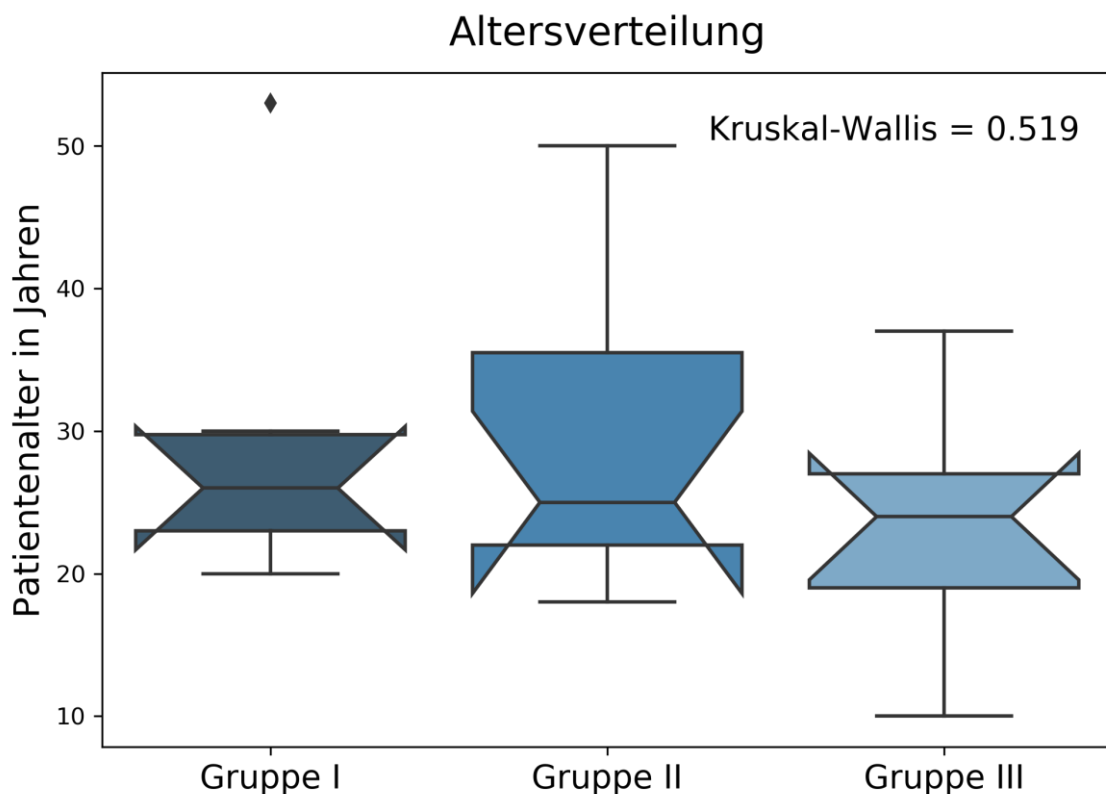 Altersverteilung
Kruskal-Wallis = 0.519
Patientenalter in Jahren
50
40
30
20
10
Gruppe I
Gruppe II
Gruppe III